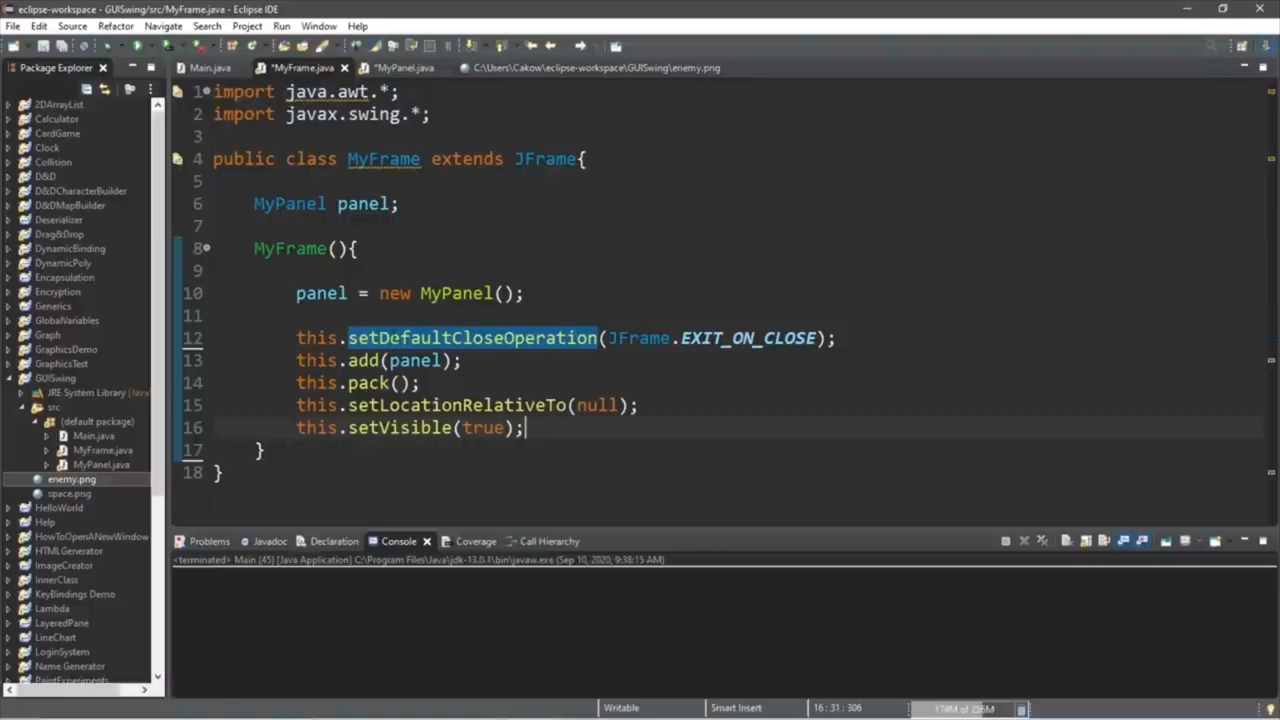 eclipse-workspace - GUISwing/src/MyFrame.java - Eclipse IDE
File Edit Source Refactor Navigate Search Project Run Window Help
Package Explorer
Main.java *MyFrame.java *MyPanel.java C:\Users\Cakow\eclipse-workspace\GUISwing\enemy.png
2DArrayList
Calculator
CardGame
Clock
Collision
D&D
D&DCharacterBuilder
D&DMapBuilder
Deserializer
Drag&Drop
DynamicBinding
DynamicPoly
Encapsulation
Encryption
Generics
GlobalVariables
Graph
GraphicsDemo
GraphicsTest
GUISwing
JRE System Library [Java
src
(default package)
Main.java
MyFrame.java
MyPanel.java
enemy.png
space.png
HelloWorld
Help
HowToOpenANewWindow
HTMLGenerator
ImageCreator
InnerClass
KeyBindings Demo
Lambda
LayeredPane
LineChart
LoginSystem
Name Generator
PaintExperiments
1 import java.awt.*;
2 import javax.swing.*;
3
4 public class MyFrame extends JFrame{
5
6 MyPanel panel;
7
8 MyFrame(){
9
10 panel = new MyPanel();
11
12 this.setDefaultCloseOperation(JFrame.EXIT_ON_CLOSE);
13 this.add(panel);
14 this.pack();
15 this.setLocationRelativeTo(null);
16 this.setVisible(true);
17 }
18 }
Problems Javadoc Declaration Console Coverage Call Hierarchy
<terminated> Main (45) [Java Application] C:\Program Files\Java\jdk-13.0.1\bin\javaw.exe (Sep 10, 2020, 9:38:15 AM)
Writable Smart Insert 16 : 31 : 306 174M of 256M